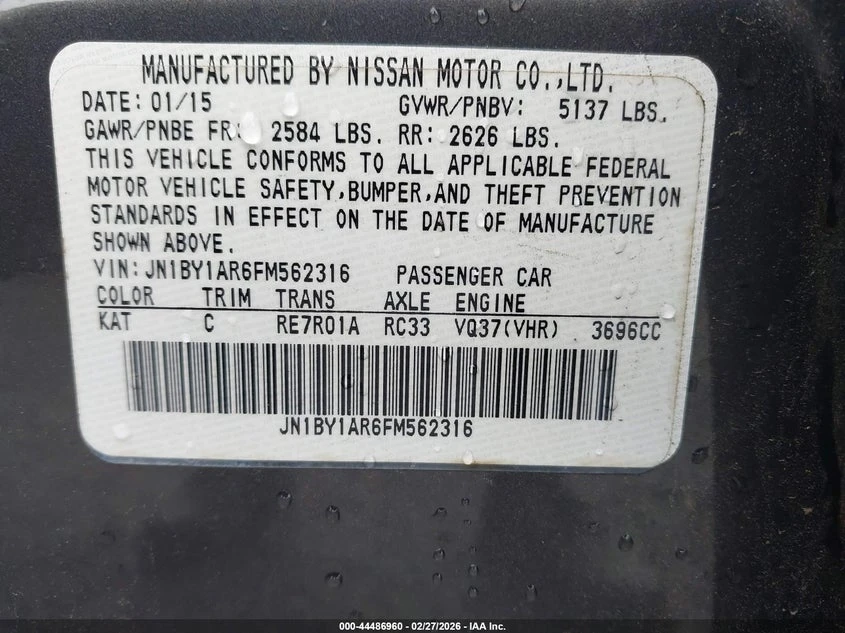 MANUFACTURED BY NISSAN MOTOR CO.,LTD.
DATE: 01/15 GVWR/PNBV: 5137 LBS.
GAWR/PNBE FR: 2584 LBS. RR: 2626 LBS.
THIS VEHICLE CONFORMS TO ALL APPLICABLE FEDERAL
MOTOR VEHICLE SAFETY,BUMPER,AND THEFT PREVENTION
STANDARDS IN EFFECT ON THE DATE OF MANUFACTURE
SHOWN ABOVE.
VIN: JN1BY1AR6FM562316 PASSENGER CAR
COLOR TRIM TRANS AXLE ENGINE
KAT C RE7R01A RC33 VQ37(VHR) 3696CC
JN1BY1AR6FM562316
000-44486960 - 02/27/2026 - IAA Inc.